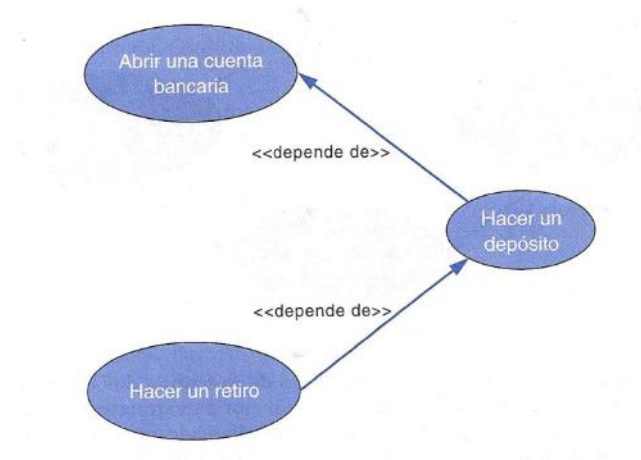 Abrir una cuenta
bancaria
<<depende de>>
Hacer un
depósito
<<depende de>>
Hacer un retiro